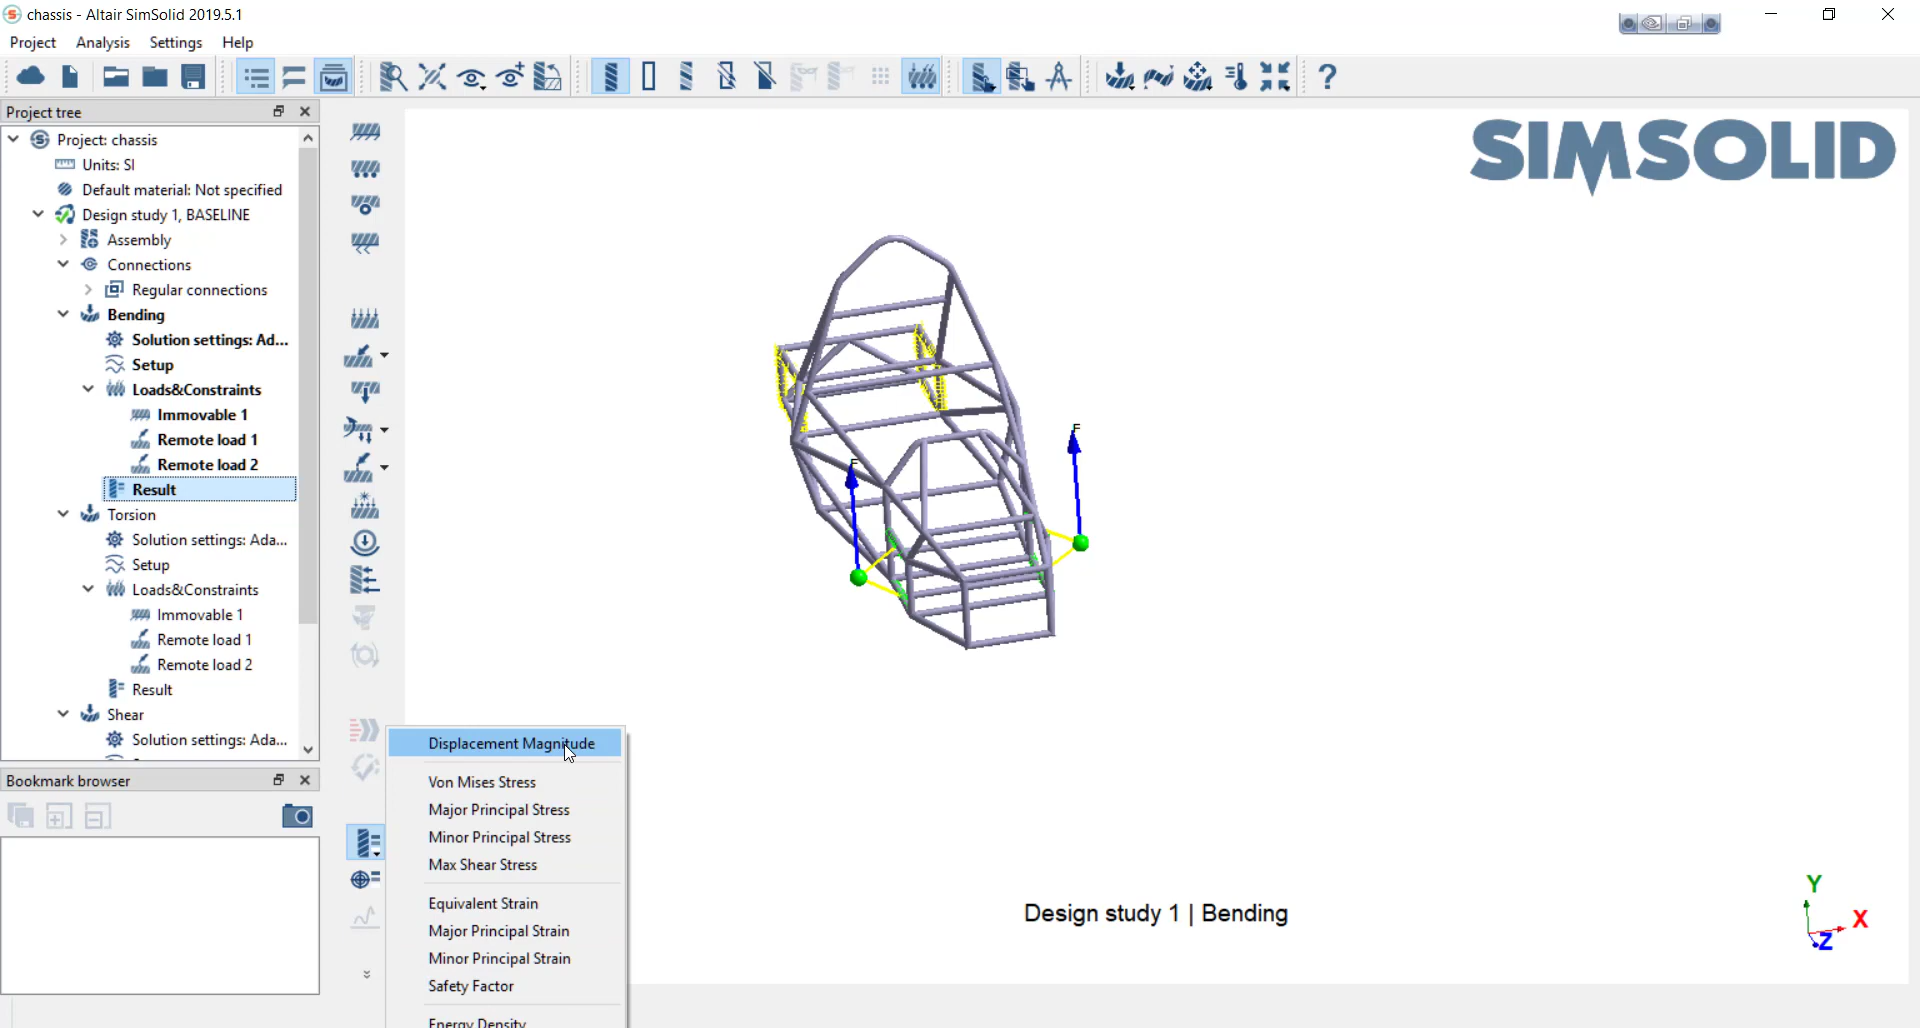 chassis - Altair SimSolid 2019.5.1
Project Analysis Settings Help
Project tree
Project: chassis
Units: SI
Default material: Not specified
Design study 1, BASELINE
Assembly
Connections
Regular connections
Bending
Solution settings: Ad...
Setup
Loads&Constraints
Immovable 1
Remote load 1
Remote load 2
Result
Torsion
Solution settings: Ada...
Setup
Loads&Constraints
Immovable 1
Remote load 1
Remote load 2
Result
Shear
Solution settings: Ada...
Bookmark browser
Displacement Magnitude
Von Mises Stress
Major Principal Stress
Minor Principal Stress
Max Shear Stress
Equivalent Strain
Major Principal Strain
Minor Principal Strain
Safety Factor
Energy Density
SIMSOLID
F
F
Design study 1 | Bending
Y
X
Z